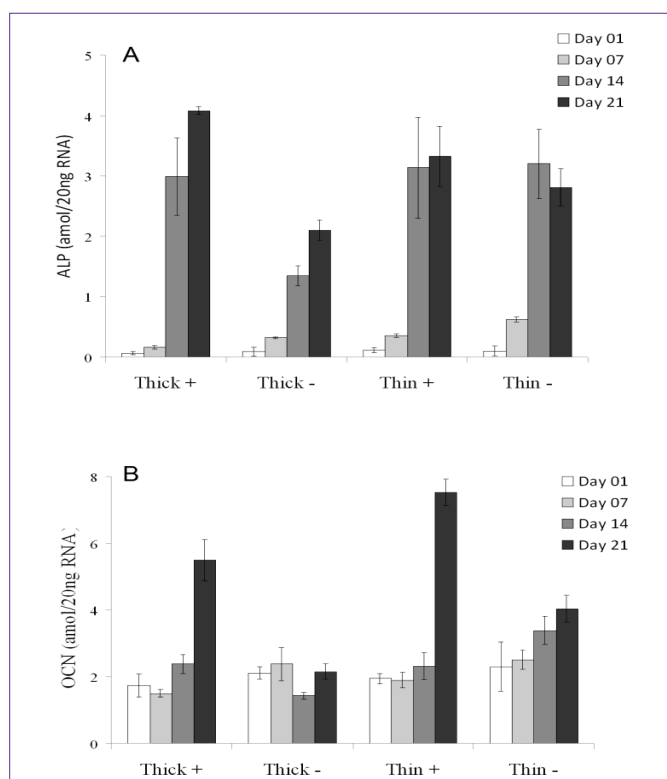 A
Day 01
Day 07
Day 14
Day 21
5
4
3
2
1
0
ALP (amol/20ng RNA)
Thick + Thick - Thin + Thin -
B
Day 01
Day 07
Day 14
Day 21
8
6
4
2
0
OCN (amol/20ng RNA)
Thick + Thick - Thin + Thin -